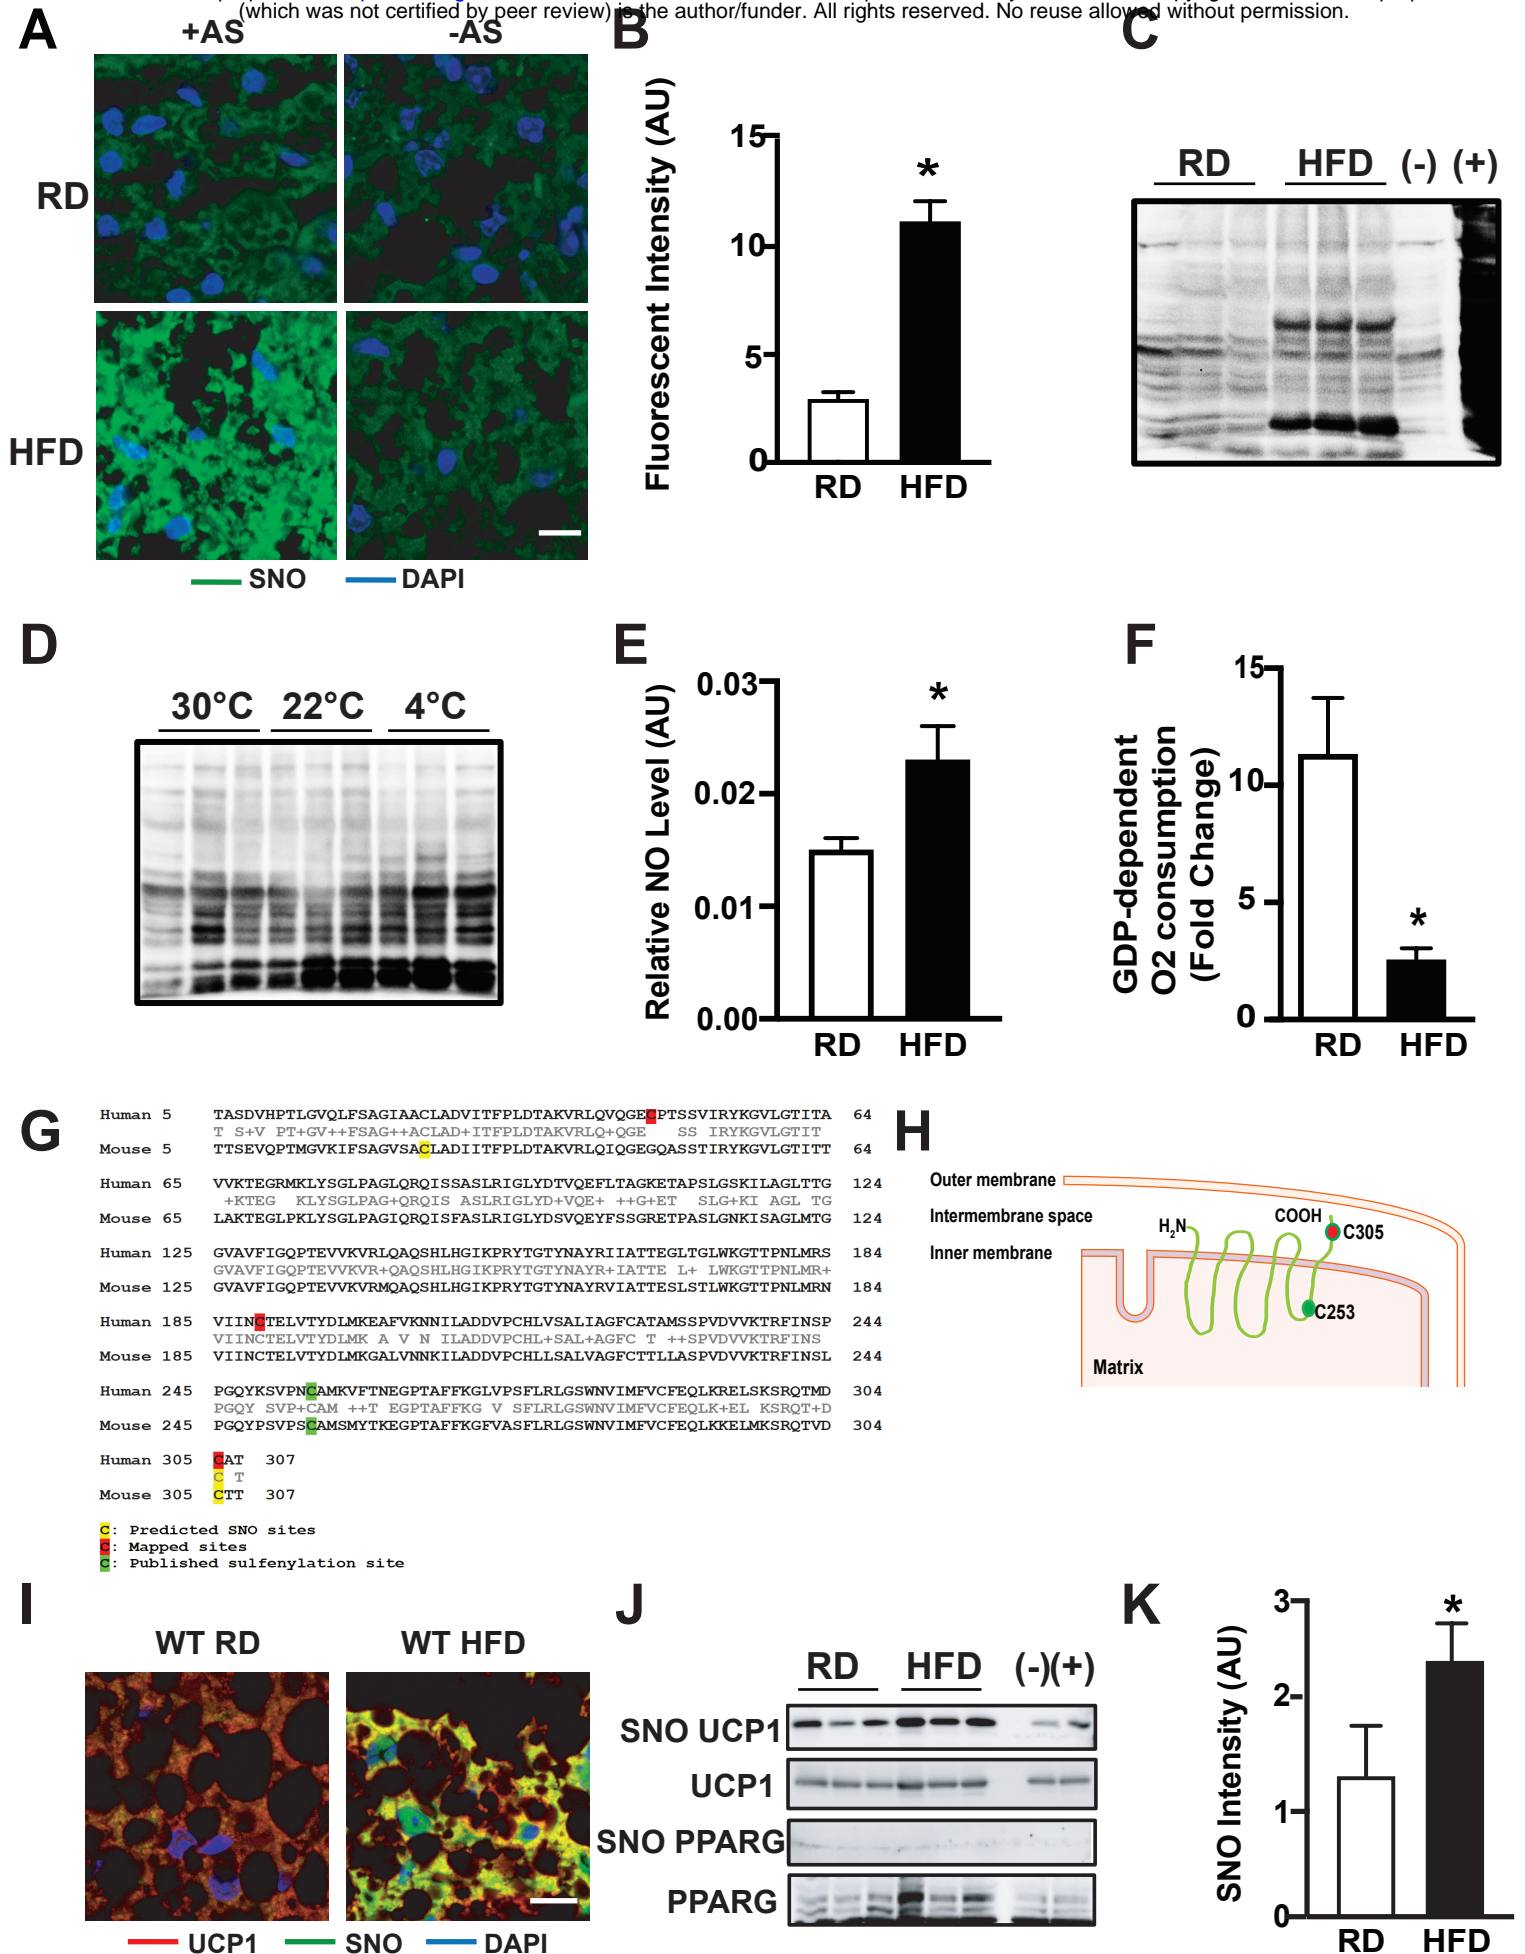 (which was not certified by peer review) is the author/funder. All rights reserved. No reuse allowed without permission.
A
+AS
-AS
RD
HFD
SNO
DAPI
B
Fluorescent Intensity (AU)
15
10
5
0
RD
HFD
*
C
RD
HFD
(-)
(+)
D
30°C
22°C
4°C
E
Relative NO Level (AU)
0.03
0.02
0.01
0.00
RD
HFD
*
F
GDP-dependent
O2 consumption
(Fold Change)
15
10
5
0
RD
HFD
*
G
Human 5 TASDVHPTLGVQLFSAGIAACLADVITFPLDTAKVRLQVQGECPTSSVIRYKGVLGTITA 64
T S+V PT+GV++FSAG++ACLAD+ITFPLDTAKVRLQ+QGE SS IRYKGVLGTIT
Mouse 5 TTSEVQPTMGVKIFSAGVSACLADIITFPLDTAKVRLQIQGEGQASSTIRYKGVLGTITT 64
Human 65 VVKTEGRMKLYSGLPAGLQRQISSASLRIGLYDTVQEFLTAGKETAPSLGSKILAGLTTG 124
+KTEG KLYSGLPAG+QRQIS ASLRIGLYD+VQE+ ++G+ET SLG+KI AGL TG
Mouse 65 LAKTEGLPKLYSGLPAGIQRQISFASLRIGLYDSVQEYFSSGRETPASLGNKISAGLMTG 124
Human 125 GVAVFIGQPTEVVKVRLQAQSHLHGIKPRYTGTYNAYRIIATTEGLTGLWKGTTPNLMRS 184
GVAVFIGQPTEVVKVR+QAQSHLHGIKPRYTGTYNAYR+IATTE L+ LWKGTTPNLMR+
Mouse 125 GVAVFIGQPTEVVKVRMQAQSHLHGIKPRYTGTYNAYRVIATTESLSTLWKGTTPNLMRN 184
Human 185 VIINCTELVTYDLMKEAFVKNNILADDVPCHLVSALIAGFCATAMSSPVDVVKTRFINSP 244
VIINCTELVTYDLMK A V N ILADDVPCHL+SAL+AGFC T ++SPVDVVKTRFINS
Mouse 185 VIINCTELVTYDLMKGALVNNKILADDVPCHLLSALVAGFCTTLLASPVDVVKTRFINSL 244
Human 245 PGQYKSVPNCAMKVFTNEGPTAFFKGLVPSFLRLGSWNVIMFVCFEQLKRELSKSRQTMD 304
PGQY SVP+CAM ++T EGPTAFFKG V SFLRLGSWNVIMFVCFEQLK+EL KSRQT+D
Mouse 245 PGQYPSVPSCAMSMYTKEGPTAFFKGFVASFLRLGSWNVIMFVCFEQLKKELMKSRQTVD 304
Human 305 CAT 307
C T
Mouse 305 CTT 307
C: Predicted SNO sites
C: Mapped sites
C: Published sulfenylation site
H
Outer membrane
Intermembrane space
Inner membrane
H2N
COOH
C305
C253
Matrix
I
WT RD
WT HFD
UCP1
SNO
DAPI
J
RD
HFD
(-)(+)
SNO UCP1
UCP1
SNO PPARG
PPARG
K
SNO Intensity (AU)
3
2
1
0
RD
HFD
*